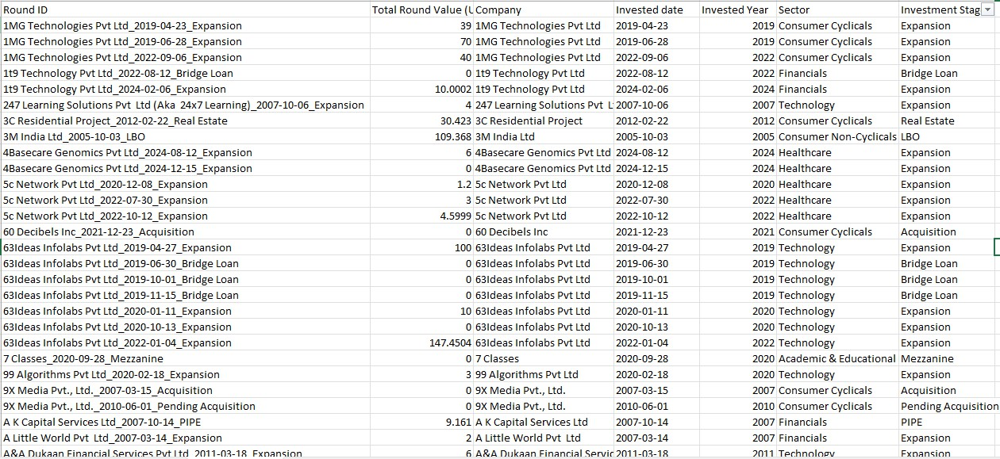 Round ID Total Round Value (U Company Invested date Invested Year Sector Investment Stag
1MG Technologies Pvt Ltd_2019-04-23_Expansion 39 1MG Technologies Pvt Ltd 2019-04-23 2019 Consumer Cyclicals Expansion
1MG Technologies Pvt Ltd_2019-06-28_Expansion 70 1MG Technologies Pvt Ltd 2019-06-28 2019 Consumer Cyclicals Expansion
1MG Technologies Pvt Ltd_2022-09-06_Expansion 40 1MG Technologies Pvt Ltd 2022-09-06 2022 Consumer Cyclicals Expansion
1t9 Technology Pvt Ltd_2022-08-12_Bridge Loan 0 1t9 Technology Pvt Ltd 2022-08-12 2022 Financials Bridge Loan
1t9 Technology Pvt Ltd_2024-02-06_Expansion 10.0002 1t9 Technology Pvt Ltd 2024-02-06 2024 Financials Expansion
247 Learning Solutions Pvt  Ltd (Aka  24x7 Learning)_2007-10-06_Expansion 4 247 Learning Solutions Pvt  L 2007-10-06 2007 Technology Expansion
3C Residential Project_2012-02-22_Real Estate 30.423 3C Residential Project 2012-02-22 2012 Consumer Cyclicals Real Estate
3M India Ltd_2005-10-03_LBO 109.368 3M India Ltd 2005-10-03 2005 Consumer Non-Cyclicals LBO
4Basecare Genomics Pvt Ltd_2024-08-12_Expansion 6 4Basecare Genomics Pvt Ltd 2024-08-12 2024 Healthcare Expansion
4Basecare Genomics Pvt Ltd_2024-12-15_Expansion 0 4Basecare Genomics Pvt Ltd 2024-12-15 2024 Healthcare Expansion
5c Network Pvt Ltd_2020-12-08_Expansion 1.2 5c Network Pvt Ltd 2020-12-08 2020 Healthcare Expansion
5c Network Pvt Ltd_2022-07-30_Expansion 3 5c Network Pvt Ltd 2022-07-30 2022 Healthcare Expansion
5c Network Pvt Ltd_2022-10-12_Expansion 4.5999 5c Network Pvt Ltd 2022-10-12 2022 Healthcare Expansion
60 Decibels Inc_2021-12-23_Acquisition 0 60 Decibels Inc 2021-12-23 2021 Consumer Cyclicals Acquisition
63Ideas Infolabs Pvt Ltd_2019-04-27_Expansion 100 63Ideas Infolabs Pvt Ltd 2019-04-27 2019 Technology Expansion
63Ideas Infolabs Pvt Ltd_2019-06-30_Bridge Loan 0 63Ideas Infolabs Pvt Ltd 2019-06-30 2019 Technology Bridge Loan
63Ideas Infolabs Pvt Ltd_2019-10-01_Bridge Loan 0 63Ideas Infolabs Pvt Ltd 2019-10-01 2019 Technology Bridge Loan
63Ideas Infolabs Pvt Ltd_2019-11-15_Bridge Loan 0 63Ideas Infolabs Pvt Ltd 2019-11-15 2019 Technology Bridge Loan
63Ideas Infolabs Pvt Ltd_2020-01-11_Expansion 10 63Ideas Infolabs Pvt Ltd 2020-01-11 2020 Technology Expansion
63Ideas Infolabs Pvt Ltd_2020-10-13_Expansion 0 63Ideas Infolabs Pvt Ltd 2020-10-13 2020 Technology Expansion
63Ideas Infolabs Pvt Ltd_2022-01-04_Expansion 147.4504 63Ideas Infolabs Pvt Ltd 2022-01-04 2022 Technology Expansion
7 Classes_2020-09-28_Mezzanine 0 7 Classes 2020-09-28 2020 Academic & Educational Mezzanine
99 Algorithms Pvt Ltd_2020-02-18_Expansion 3 99 Algorithms Pvt Ltd 2020-02-18 2020 Technology Expansion
9X Media Pvt., Ltd._2007-03-15_Acquisition 0 9X Media Pvt., Ltd. 2007-03-15 2007 Consumer Cyclicals Acquisition
9X Media Pvt., Ltd._2010-06-01_Pending Acquisition 0 9X Media Pvt., Ltd. 2010-06-01 2010 Consumer Cyclicals Pending Acquisition
A K Capital Services Ltd_2007-10-14_PIPE 9.161 A K Capital Services Ltd 2007-10-14 2007 Financials PIPE
A Little World Pvt  Ltd_2007-03-14_Expansion 2 A Little World Pvt  Ltd 2007-03-14 2007 Financials Expansion
A&A Dukaan Financial Services Pvt Ltd_2011-03-18_Expansion 6 A&A Dukaan Financial Servic 2011-03-18 2011 Technology Expansion